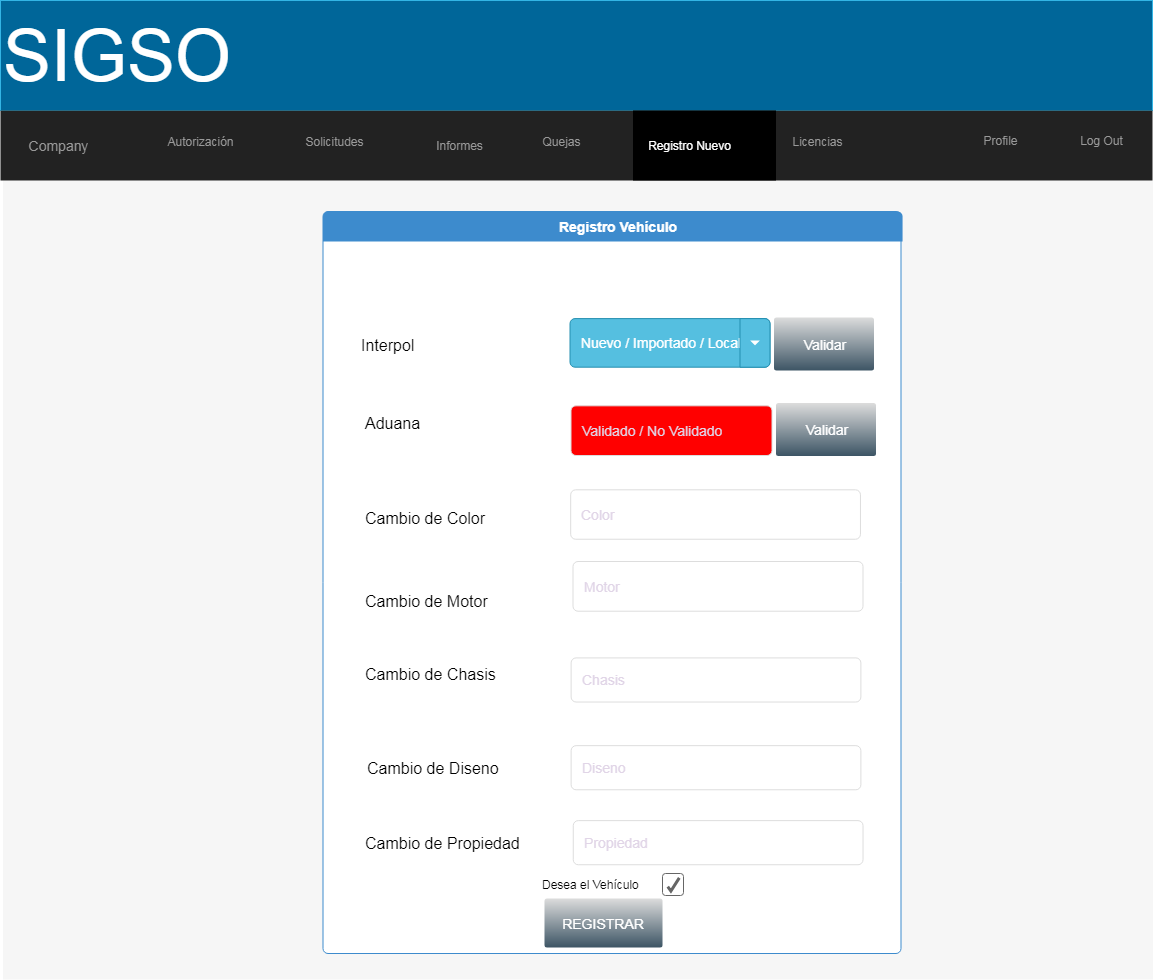 SIGSO
Company Autorización Solicitudes Informes Quejas Registro Nuevo Licencias Profile Log Out
Registro Vehículo
Interpol Nuevo / Importado / Local Validar
Aduana Validado / No Validado Validar
Cambio de Color Color
Cambio de Motor Motor
Cambio de Chasis Chasis
Cambio de Diseno Diseno
Cambio de Propiedad Propiedad
Desea el Vehículo
REGISTRAR